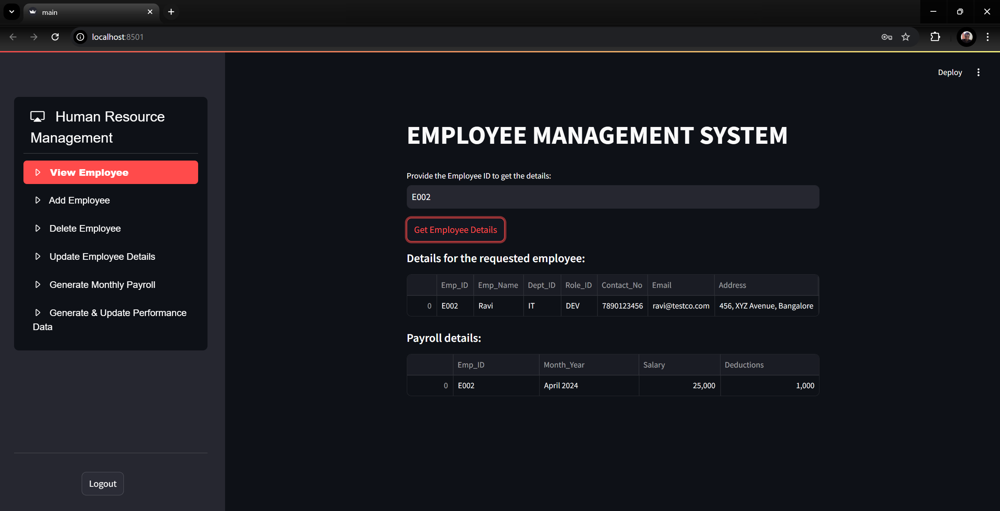 main
localhost:8501
Deploy
Human Resource
Management
View Employee
Add Employee
Delete Employee
Update Employee Details
Generate Monthly Payroll
Generate & Update Performance
Data
Logout
EMPLOYEE MANAGEMENT SYSTEM
Provide the Employee ID to get the details:
E002
Get Employee Details
Details for the requested employee:
Emp_ID Emp_Name Dept_ID Role_ID Contact_No Email Address
0 E002 Ravi IT DEV 7890123456 ravi@testco.com 456, XYZ Avenue, Bangalore
Payroll details:
Emp_ID Month_Year Salary Deductions
0 E002 April 2024 25,000 1,000